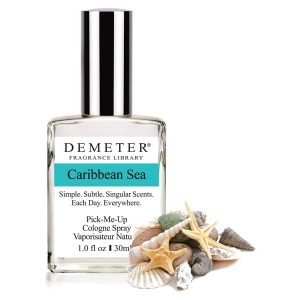 DEMETER®
FRAGRANCE LIBRARY
Caribbean Sea
Simple. Subtle. Singular Scents.
Each Day. Everywhere.
Pick-Me-Up
Cologne Spray
Vaporisateur
1.0 fl oz 30ml